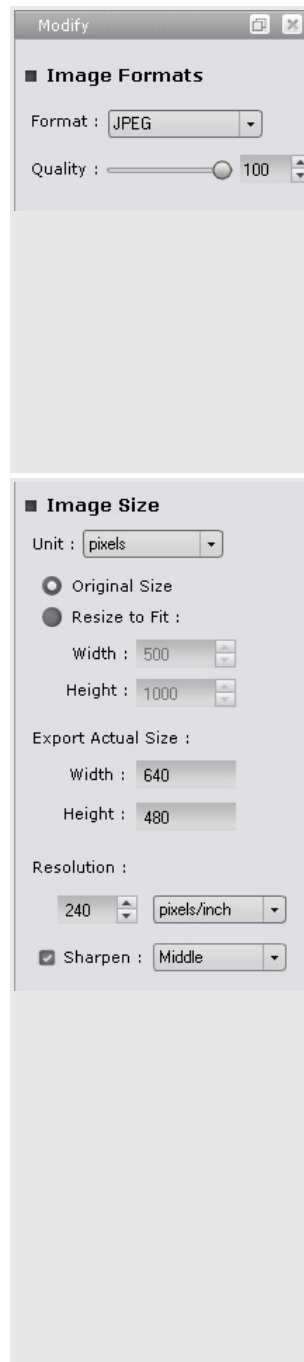 Modify
Image Formats
Format : JPEG
Quality : 100
Image Size
Unit : pixels
Original Size
Resize to Fit :
Width : 500
Height : 1000
Export Actual Size :
Width : 640
Height : 480
Resolution :
240 pixels/inch
Sharpen : Middle